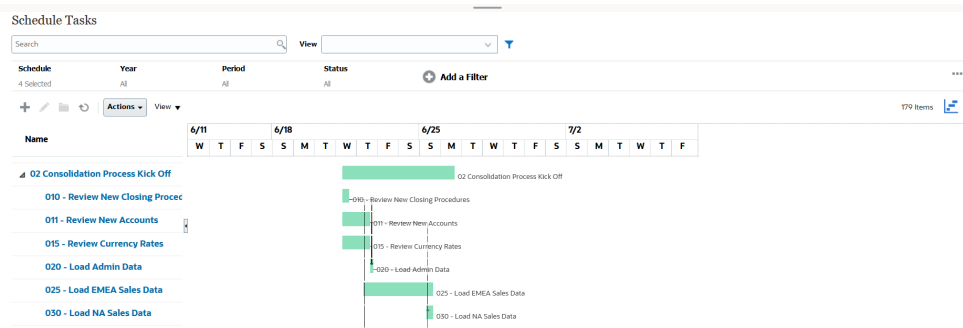 Schedule Tasks
Search
View
Schedule Year Period Status
4 Selected All All All
Add a Filter
Actions View
179 Items
Name
6/11 6/18 6/25 7/2
W T F S S M T W T F S S M T W T F S S M T W T F
02 Consolidation Process Kick Off 02 Consolidation Process Kick Off
010 - Review New Closing Proced 010 - Review New Closing Procedures
011 - Review New Accounts 011 - Review New Accounts
015 - Review Currency Rates 015 - Review Currency Rates
020 - Load Admin Data 020 - Load Admin Data
025 - Load EMEA Sales Data 025 - Load EMEA Sales Data
030 - Load NA Sales Data 030 - Load NA Sales Data